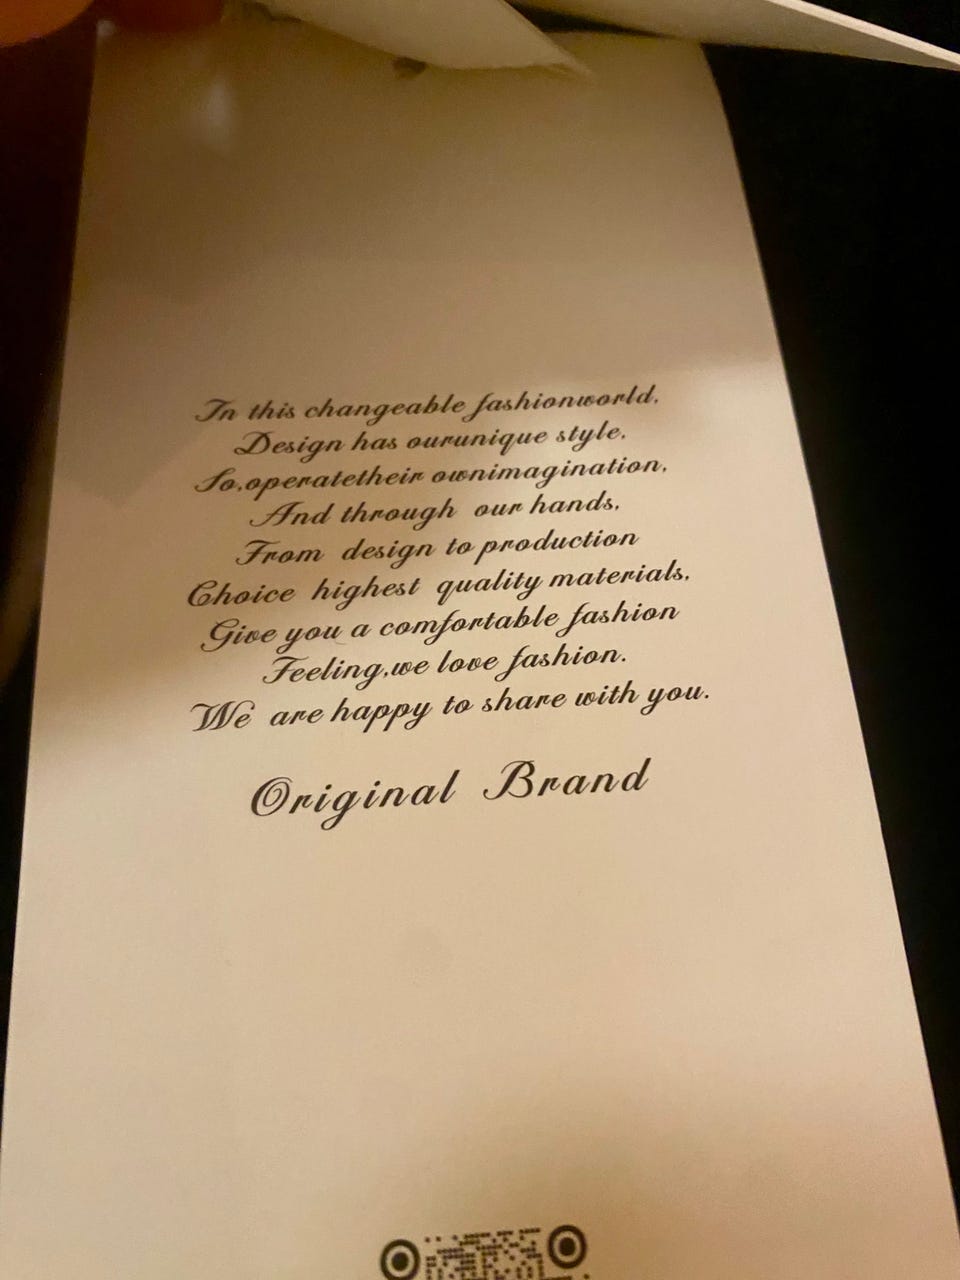 In this changeable fashionworld.
Design has ourunique style.
So,operatetheir ownimagination,
And through our hands,
From design to production
Choice highest quality materials,
Give you a comfortable fashion
Feeling,we love fashion.
We are happy to share with you.
Original Brand